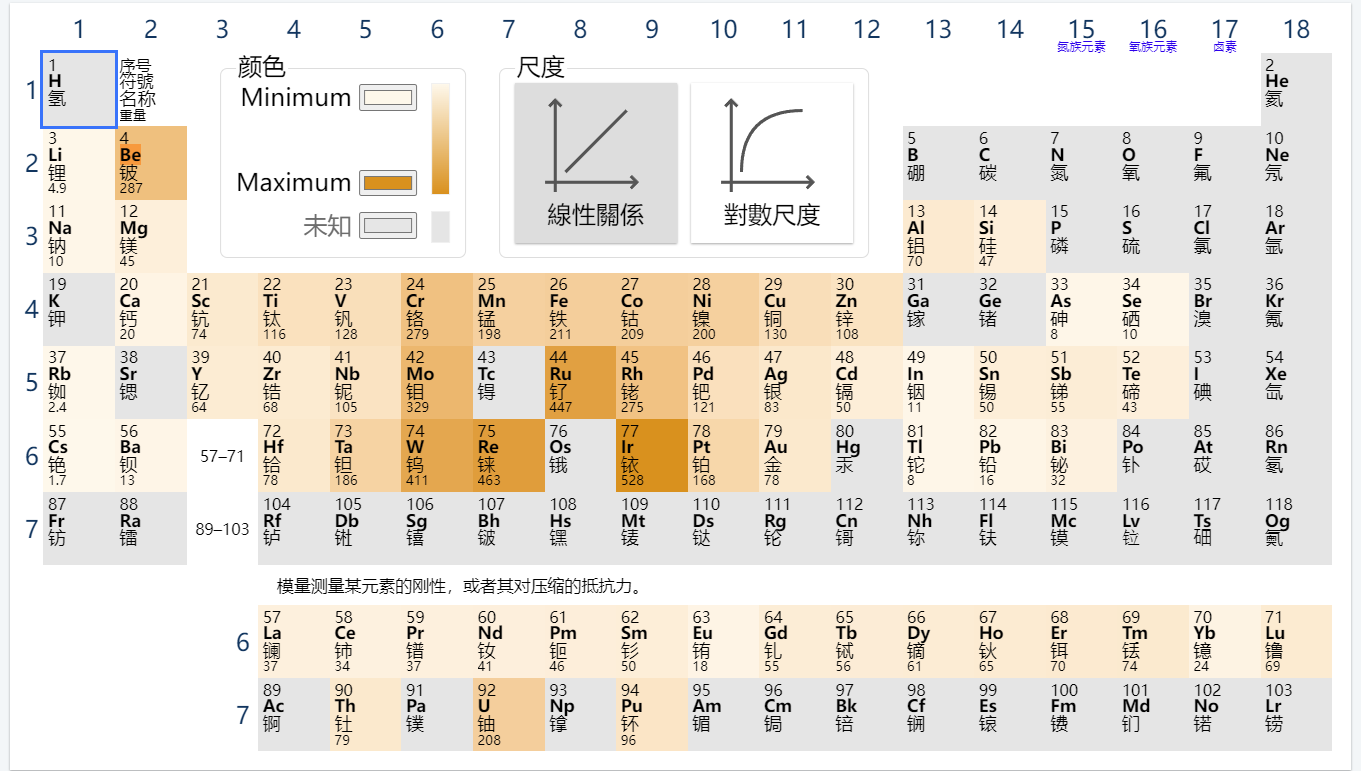 1 2 3 4 5 6 7 8 9 10 11 12 13 14 15 16 17 18
氮族元素 氧族元素 卤素
1
1 H 氢
序号
符號
名称
重量
颜色
Minimum
Maximum
未知
尺度
線性關係
對數尺度
2 He 氦
2
3 Li 锂 4.9
4 Be 铍 287
5 B 硼
6 C 碳
7 N 氮
8 O 氧
9 F 氟
10 Ne 氖
3
11 Na 钠 10
12 Mg 镁 45
13 Al 铝 70
14 Si 硅 47
15 P 磷
16 S 硫
17 Cl 氯
18 Ar 氩
4
19 K 钾
20 Ca 钙 20
21 Sc 钪 74
22 Ti 钛 116
23 V 钒 128
24 Cr 铬 279
25 Mn 锰 198
26 Fe 铁 211
27 Co 钴 209
28 Ni 镍 200
29 Cu 铜 130
30 Zn 锌 108
31 Ga 镓
32 Ge 锗
33 As 砷 8
34 Se 硒 10
35 Br 溴
36 Kr 氪
5
37 Rb 铷 2.4
38 Sr 锶
39 Y 钇 64
40 Zr 锆 68
41 Nb 铌 105
42 Mo 钼 329
43 Tc 锝
44 Ru 钌 447
45 Rh 铑 275
46 Pd 钯 121
47 Ag 银 83
48 Cd 镉 50
49 In 铟 11
50 Sn 锡 50
51 Sb 锑 55
52 Te 碲 43
53 I 碘
54 Xe 氙
6
55 Cs 铯 1.7
56 Ba 钡 13
57–71
72 Hf 铪 78
73 Ta 钽 186
74 W 钨 411
75 Re 铼 463
76 Os 锇
77 Ir 铱 528
78 Pt 铂 168
79 Au 金 78
80 Hg 汞
81 Tl 铊 8
82 Pb 铅 16
83 Bi 铋 32
84 Po 钋
85 At 砹
86 Rn 氡
7
87 Fr 钫
88 Ra 镭
89–103
104 Rf 𬬻
105 Db 𬭊
106 Sg 𬭳
107 Bh 𬭛
108 Hs 𬭶
109 Mt 鿏
110 Ds 𫟼
111 Rg 𬬭
112 Cn 鿔
113 Nh 鿭
114 Fl 𫓧
115 Mc 镆
116 Lv 𫟷
117 Ts 鿬
118 Og 鿫
模量测量某元素的刚性，或者其对压缩的抵抗力。
6
57 La 镧 37
58 Ce 铈 34
59 Pr 镨 37
60 Nd 钕 41
61 Pm 钷 46
62 Sm 钐 50
63 Eu 铕 18
64 Gd 钆 55
65 Tb 铽 56
66 Dy 镝 61
67 Ho 钬 65
68 Er 铒 70
69 Tm 铥 74
70 Yb 镱 24
71 Lu 镥 69
7
89 Ac 锕
90 Th 钍 79
91 Pa 镤
92 U 铀 208
93 Np 镎
94 Pu 钚 96
95 Am 镅
96 Cm 锔
97 Bk 锫
98 Cf 锎
99 Es 锿
100 Fm 镄
101 Md 钔
102 No 锘
103 Lr 铹